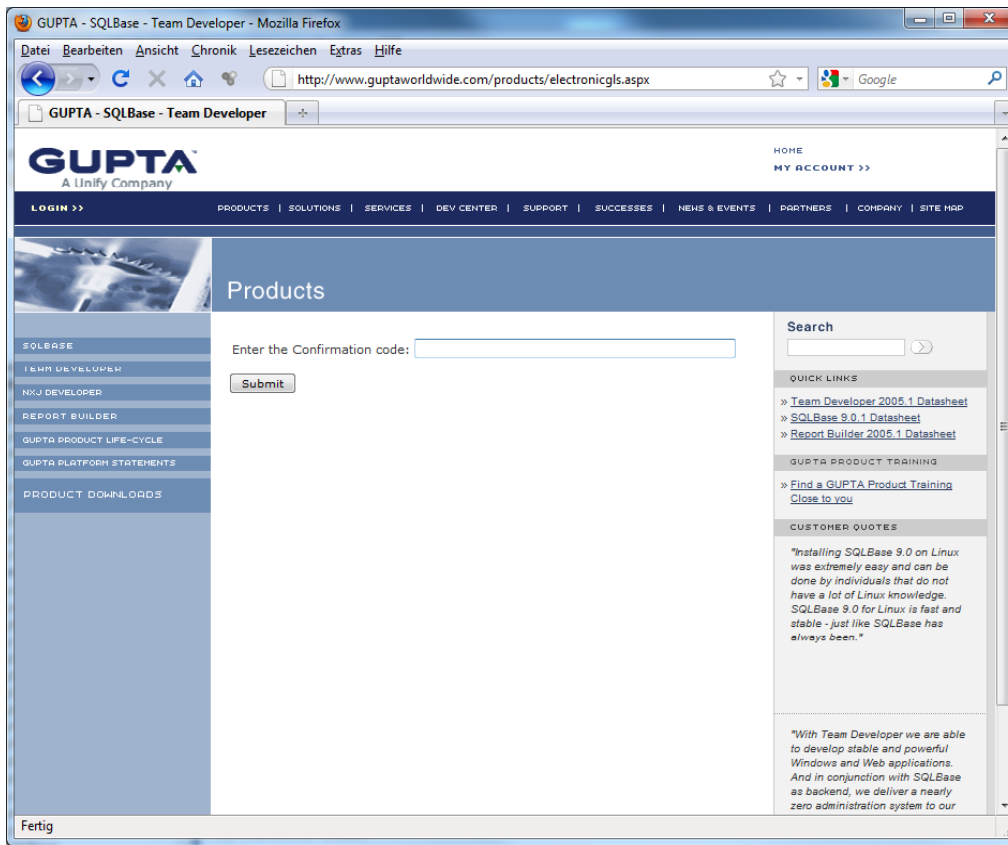 GUPTA - SQLBase - Team Developer - Mozilla Firefox
Datei Bearbeiten Ansicht Chronik Lesezeichen Extras Hilfe
http://www.guptaworldwide.com/products/electronicgls.aspx
Google
GUPTA - SQLBase - Team Developer
GUPTA
A Unify Company
HOME
MY ACCOUNT >>
LOGIN >>
PRODUCTS | SOLUTIONS | SERVICES | DEV CENTER | SUPPORT | SUCCESSES | NEWS & EVENTS | PARTNERS | COMPANY | SITE MAP
Products
SQLBASE
TEAM DEVELOPER
NXJ DEVELOPER
REPORT BUILDER
GUPTA PRODUCT LIFE-CYCLE
GUPTA PLATFORM STATEMENTS
PRODUCT DOWNLOADS
Enter the Confirmation code:
Submit
Search
QUICK LINKS
» Team Developer 2005.1 Datasheet
» SQLBase 9.0.1 Datasheet
» Report Builder 2005.1 Datasheet
GUPTA PRODUCT TRAINING
» Find a GUPTA Product Training
Close to you
CUSTOMER QUOTES
"Installing SQLBase 9.0 on Linux
was extremely easy and can be
done by individuals that do not
have a lot of Linux knowledge.
SQLBase 9.0 for Linux is fast and
stable - just like SQLBase has
always been."
"With Team Developer we are able
to develop stable and powerful
Windows and Web applications.
And in conjunction with SQLBase
as backend, we deliver a nearly
zero administration system to our
Fertig